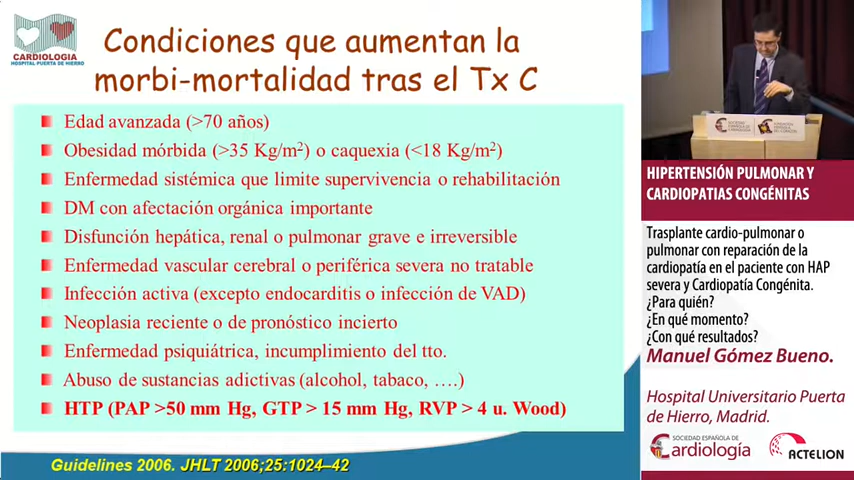 CARDIOLOGIA
HOSPITAL PUERTA DE HIERRO
Condiciones que aumentan la
morbi-mortalidad tras el Tx C
Edad avanzada (>70 años)
Obesidad mórbida (>35 Kg/m²) o caquexia (<18 Kg/m²)
Enfermedad sistémica que limite supervivencia o rehabilitación
DM con afectación orgánica importante
Disfunción hepática, renal o pulmonar grave e irreversible
Enfermedad vascular cerebral o periférica severa no tratable
Infección activa (excepto endocarditis o infección de VAD)
Neoplasia reciente o de pronóstico incierto
Enfermedad psiquiátrica, incumplimiento del tto.
Abuso de sustancias adictivas (alcohol, tabaco, ….)
HTP (PAP >50 mm Hg, GTP > 15 mm Hg, RVP > 4 u. Wood)
Guidelines 2006. JHLT 2006;25:1024–42
HIPERTENSIÓN PULMONAR Y
CARDIOPATIAS CONGÉNITAS
Trasplante cardio-pulmonar o
pulmonar con reparación de la
cardiopatía en el paciente con HAP
severa y Cardiopatía Congénita.
¿Para quién?
¿En qué momento?
¿Con qué resultados?
Manuel Gómez Bueno.
Hospital Universitario Puerta
de Hierro, Madrid.
SOCIEDAD ESPAÑOLA DE
Cardiología
ACTELION